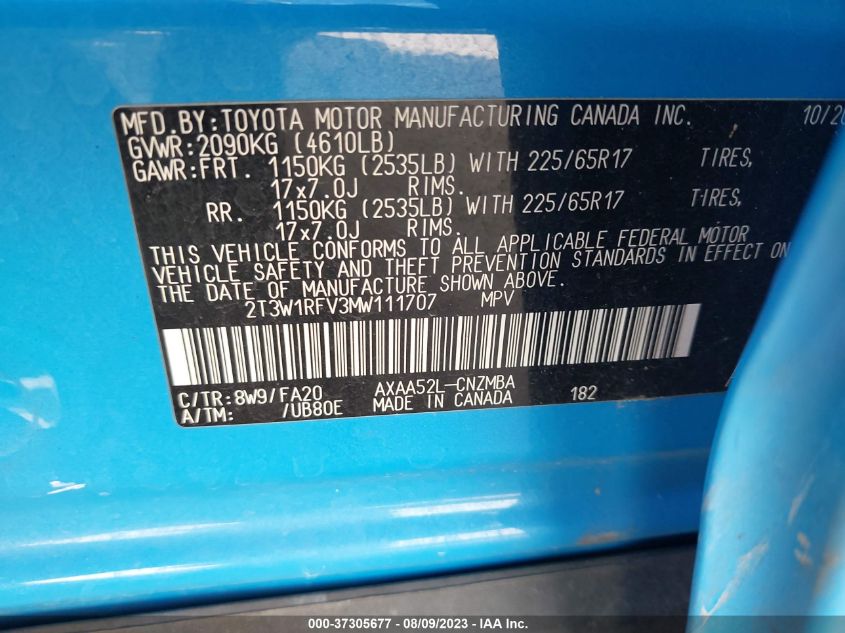 MFD.BY:TOYOTA MOTOR MANUFACTURING CANADA INC. 10/20
GVWR:2090KG (4610LB)
GAWR:FRT. 1150KG (2535LB) WITH 225/65R17 TIRES,
17x7.0J RIMS.
RR. 1150KG (2535LB) WITH 225/65R17 TIRES,
17x7.0J RIMS.
THIS VEHICLE CONFORMS TO ALL APPLICABLE FEDERAL MOTOR
VEHICLE SAFETY AND THEFT PREVENTION STANDARDS IN EFFECT ON
THE DATE OF MANUFACTURE SHOWN ABOVE.
2T3W1RFV3MW111707 MPV
C/TR:8W9/FA20 AXAA52L-CNZMBA 182
A/TM: /UB80E MADE IN CANADA
000-37305677 - 08/09/2023 - IAA Inc.